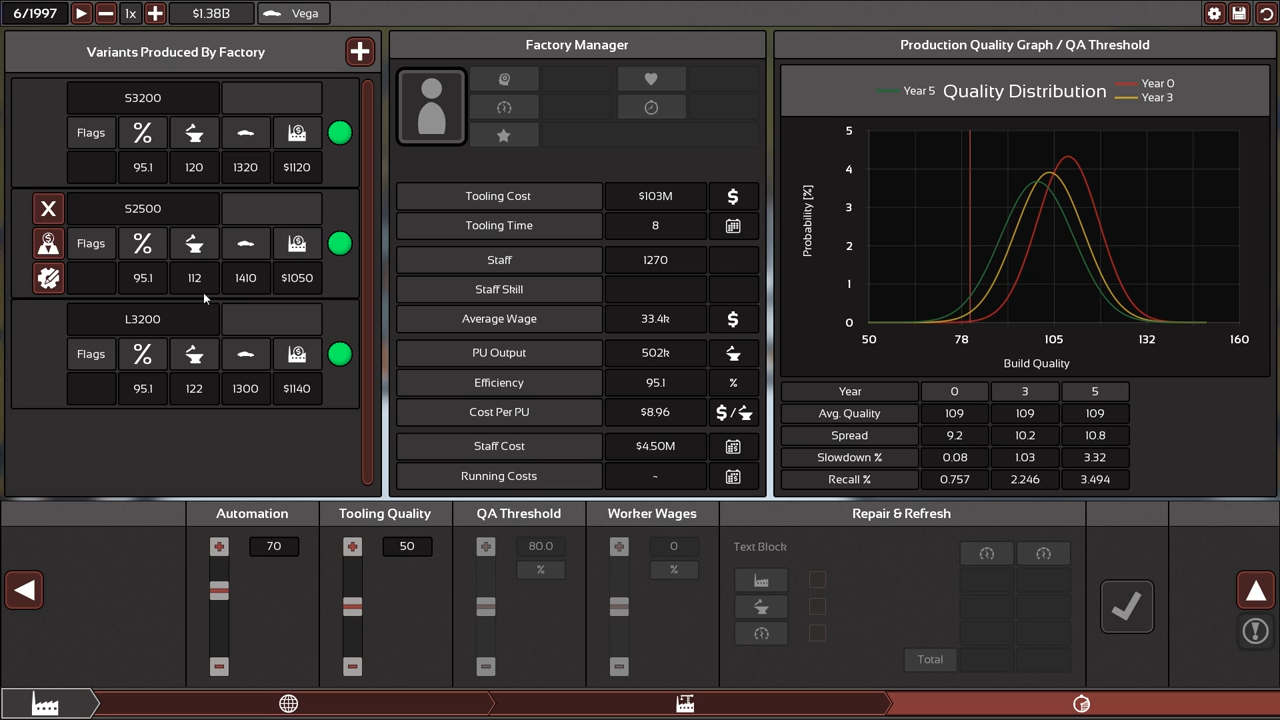 6/1997 1x $1.38B Vega
Variants Produced By Factory
S3200
Flags %
95.1 120 1320 $1120
X S2500
Flags %
95.1 112 1410 $1050
L3200
Flags %
95.1 122 1300 $1140
Factory Manager
Tooling Cost $103M $
Tooling Time 8
Staff 1270
Staff Skill
Average Wage 33.4k $
PU Output 502k
Efficiency 95.1 %
Cost Per PU $8.96 $/
Staff Cost $4.50M
Running Costs ~
Production Quality Graph / QA Threshold
Year 5 Quality Distribution Year 0
Year 3
Probability [%]
5
4
3
2
1
0
50 78 105 132 160
Build Quality
Year 0 3 5
Avg. Quality 109 109 109
Spread 9.2 10.2 10.8
Slowdown % 0.08 1.03 3.32
Recall % 0.757 2.246 3.494
Automation Tooling Quality QA Threshold Worker Wages Repair & Refresh
70 50 80.0 0 Text Block
% %
Total